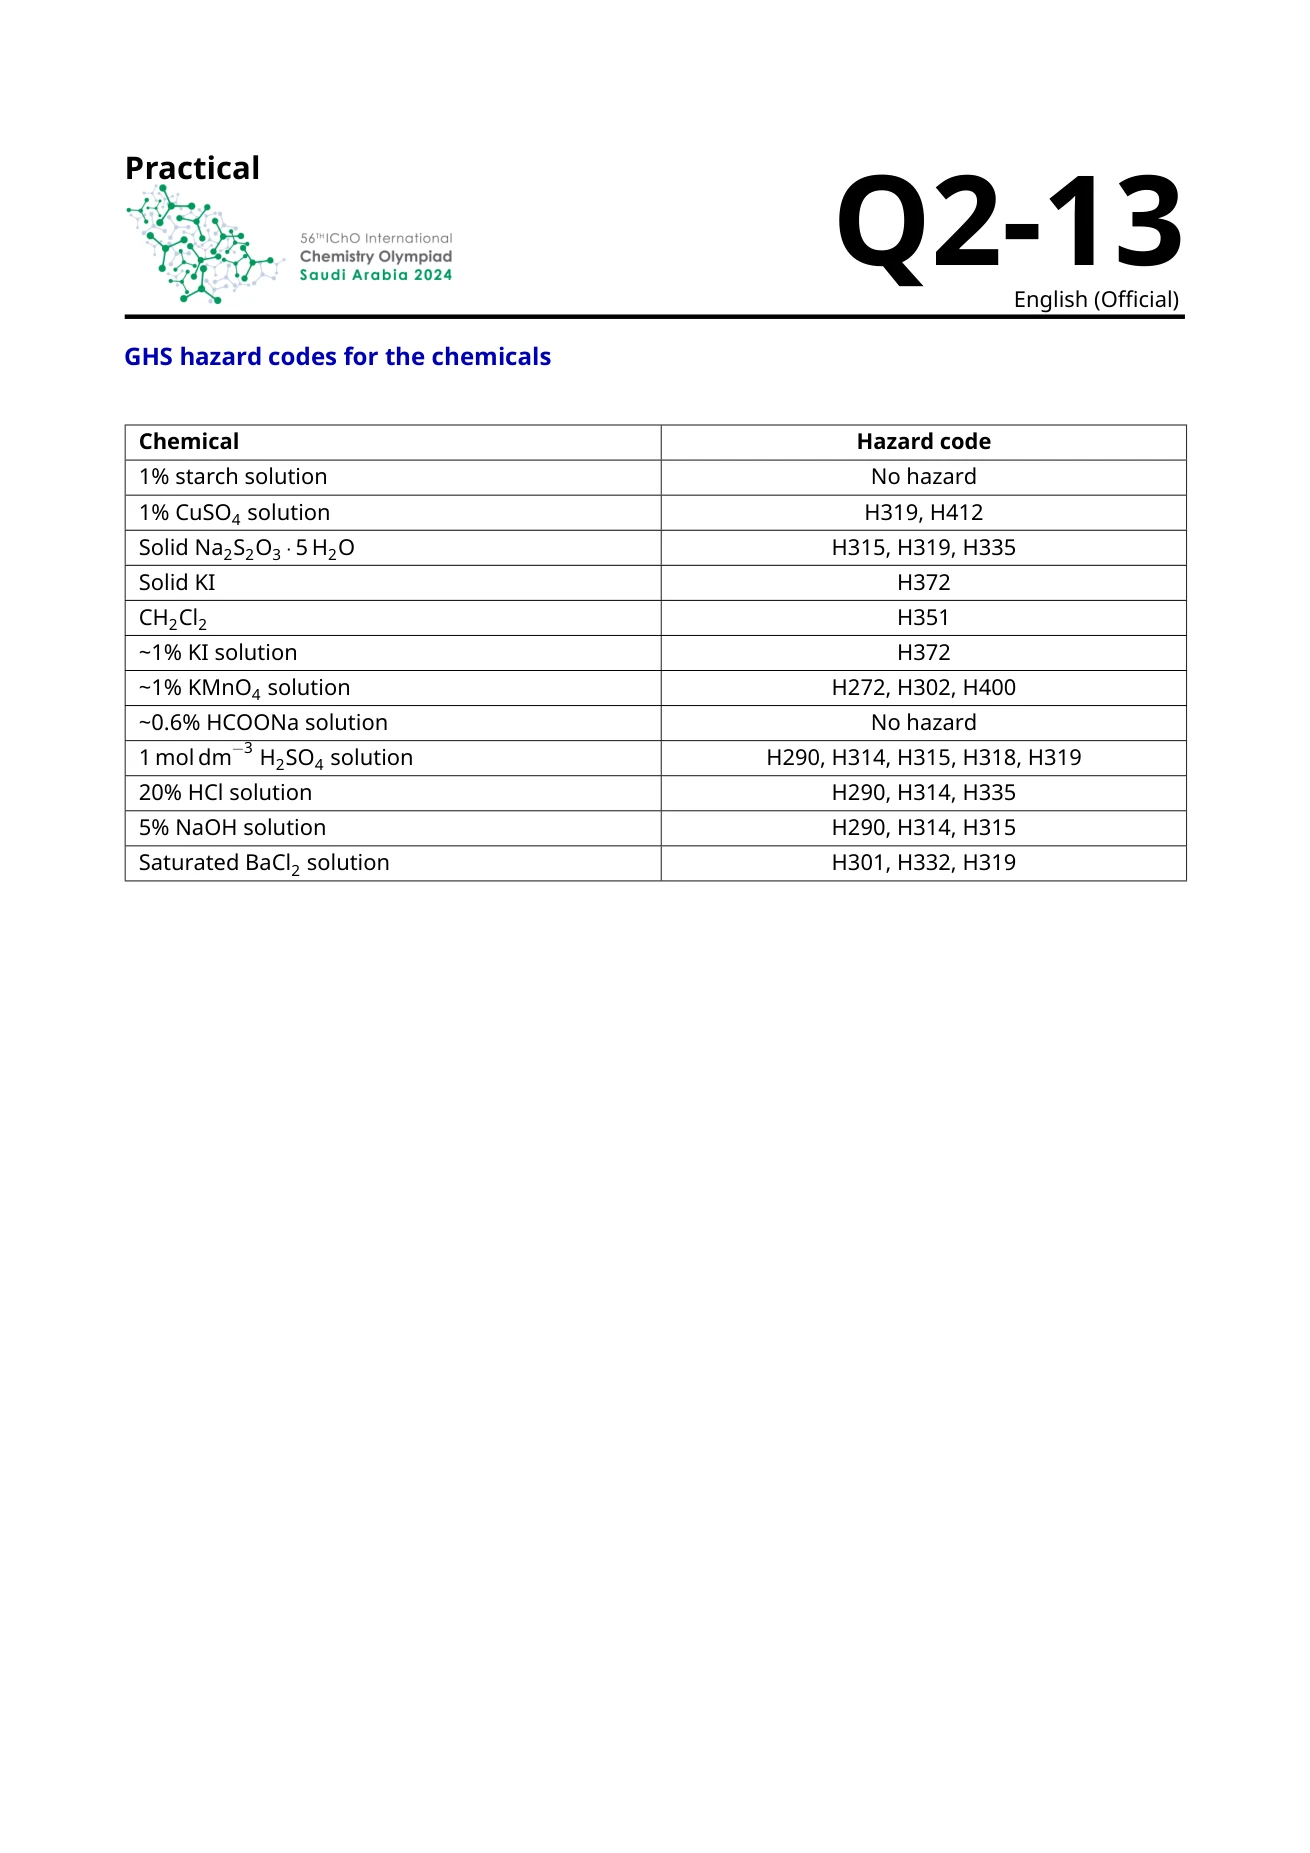 Practical
56ᵀᴴIChO International
Chemistry Olympiad
Saudi Arabia 2024
Q2-13
English (Official)
GHS hazard codes for the chemicals
Chemical Hazard code
1% starch solution No hazard
1% CuSO₄ solution H319, H412
Solid Na₂S₂O₃ · 5 H₂O H315, H319, H335
Solid KI H372
CH₂Cl₂ H351
~1% KI solution H372
~1% KMnO₄ solution H272, H302, H400
~0.6% HCOONa solution No hazard
1 mol dm⁻³ H₂SO₄ solution H290, H314, H315, H318, H319
20% HCl solution H290, H314, H335
5% NaOH solution H290, H314, H315
Saturated BaCl₂ solution H301, H332, H319